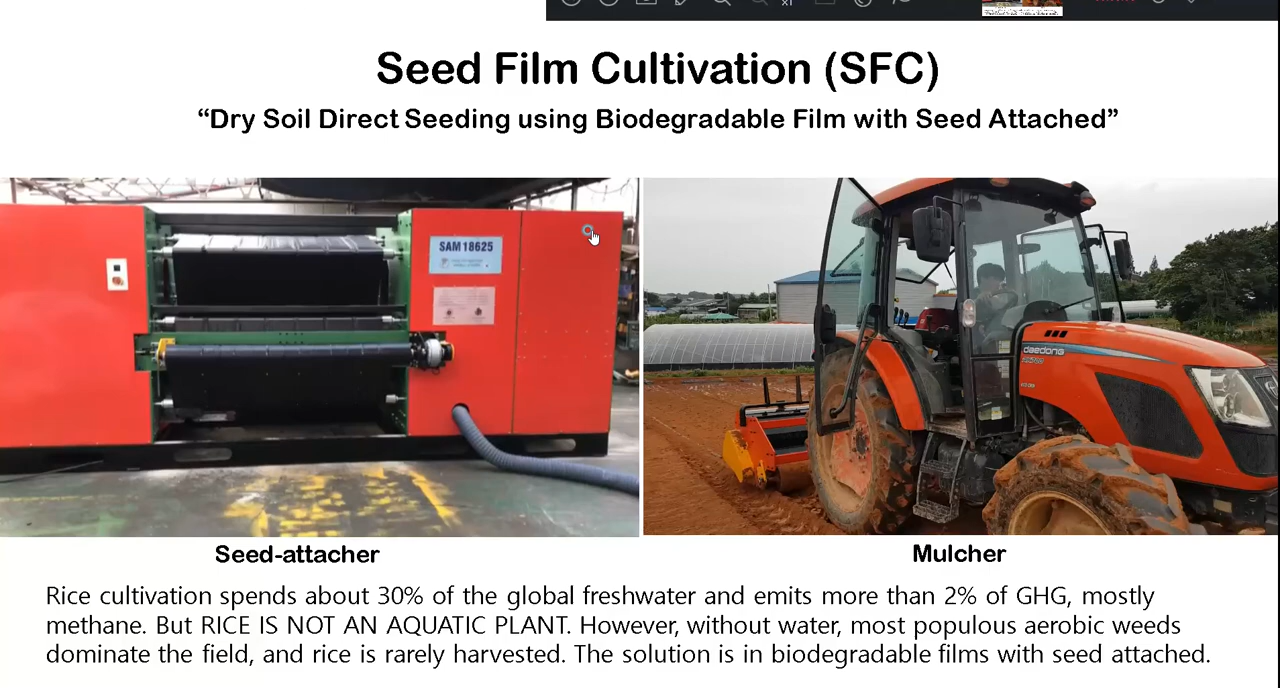 Seed Film Cultivation (SFC)
“Dry Soil Direct Seeding using Biodegradable Film with Seed Attached”
SAM 18625
daedong
Seed-attacher
Mulcher
Rice cultivation spends about 30% of the global freshwater and emits more than 2% of GHG, mostly
methane. But RICE IS NOT AN AQUATIC PLANT. However, without water, most populous aerobic weeds
dominate the field, and rice is rarely harvested. The solution is in biodegradable films with seed attached.